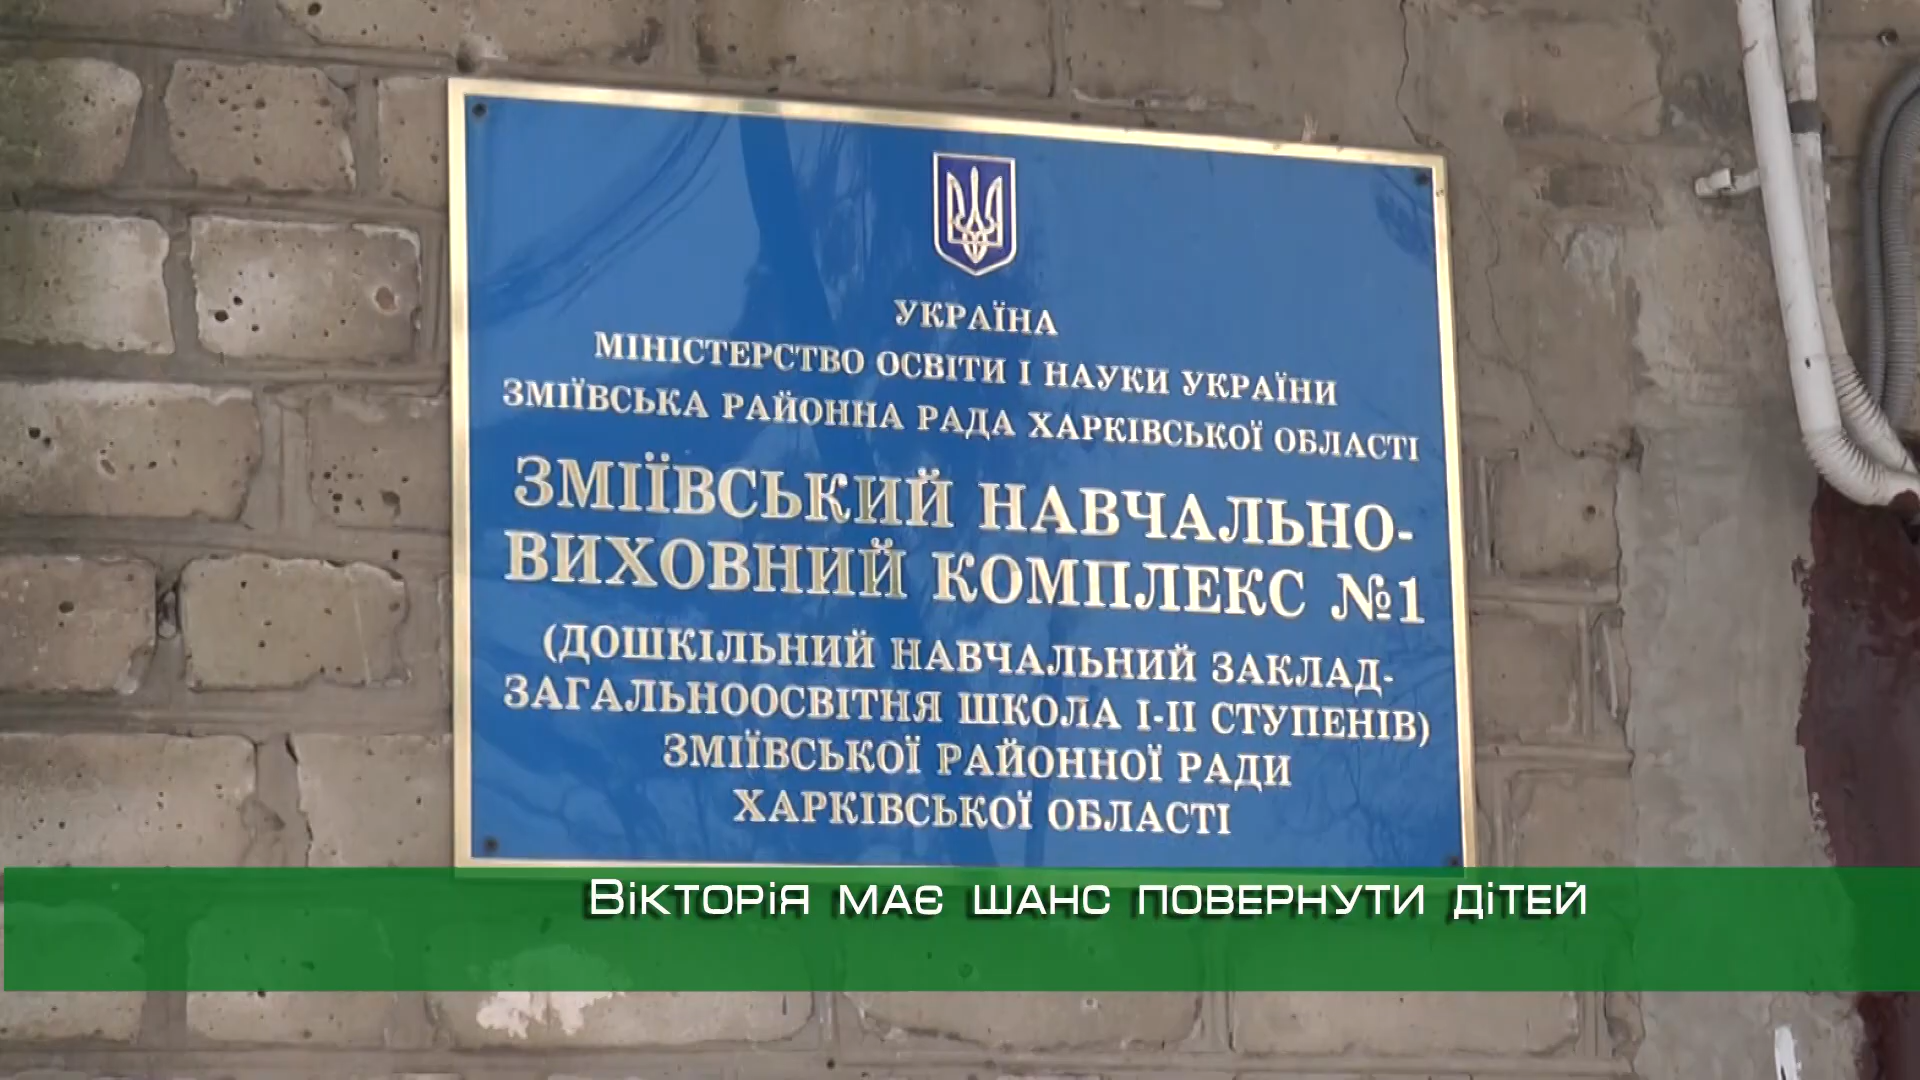 УКРАЇНА
МІНІСТЕРСТВО ОСВІТИ І НАУКИ УКРАЇНИ
ЗМІЇВСЬКА РАЙОННА РАДА ХАРКІВСЬКОЇ ОБЛАСТІ
ЗМІЇВСЬКИЙ НАВЧАЛЬНО-
ВИХОВНИЙ КОМПЛЕКС №1
(ДОШКІЛЬНИЙ НАВЧАЛЬНИЙ ЗАКЛАД-
ЗАГАЛЬНООСВІТНЯ ШКОЛА І-ІІ СТУПЕНІВ)
ЗМІЇВСЬКОЇ РАЙОННОЇ РАДИ
ХАРКІВСЬКОЇ ОБЛАСТІ
Вікторія має шанс повернути дітей